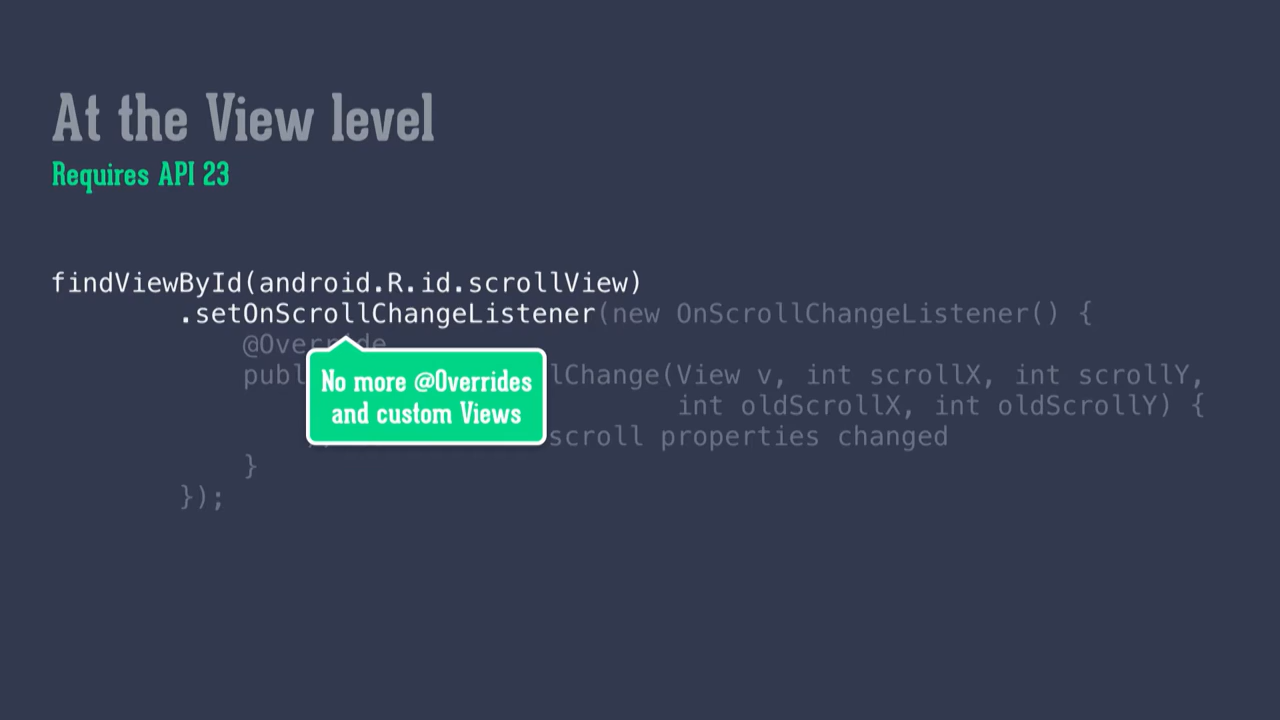 At the View level
Requires API 23
findViewById(android.R.id.scrollView)
.setOnScrollChangeListener(new OnScrollChangeListener() {
@Override
No more @Overrides
and custom Views
lChange(View v, int scrollX, int scrollY,
int oldScrollX, int oldScrollY) {
scroll properties changed
}
});